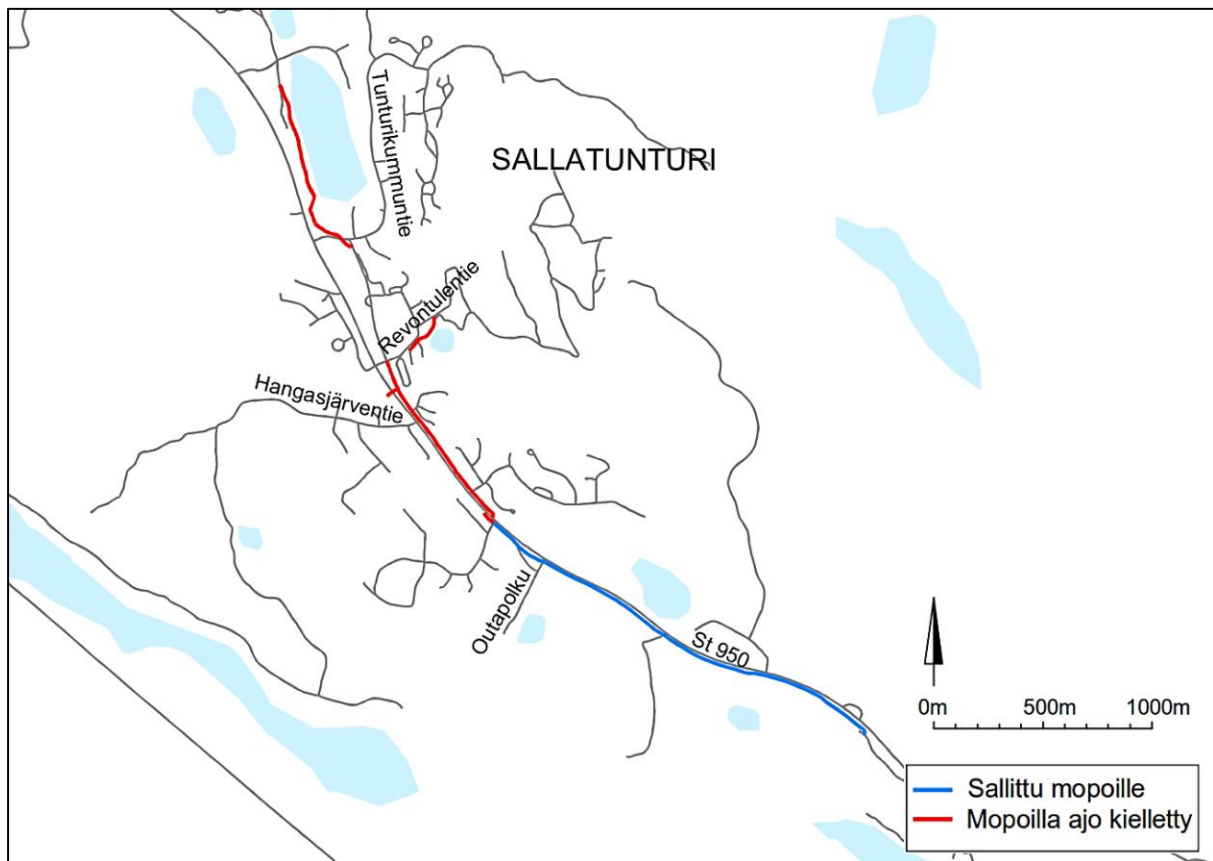 Tunturikummuntie
SALLATUNTURI
Revontulentie
Hangasjärventie
Outapolku
St 950
0m 500m 1000m
Sallittu mopoille
Mopoilla ajo kielletty